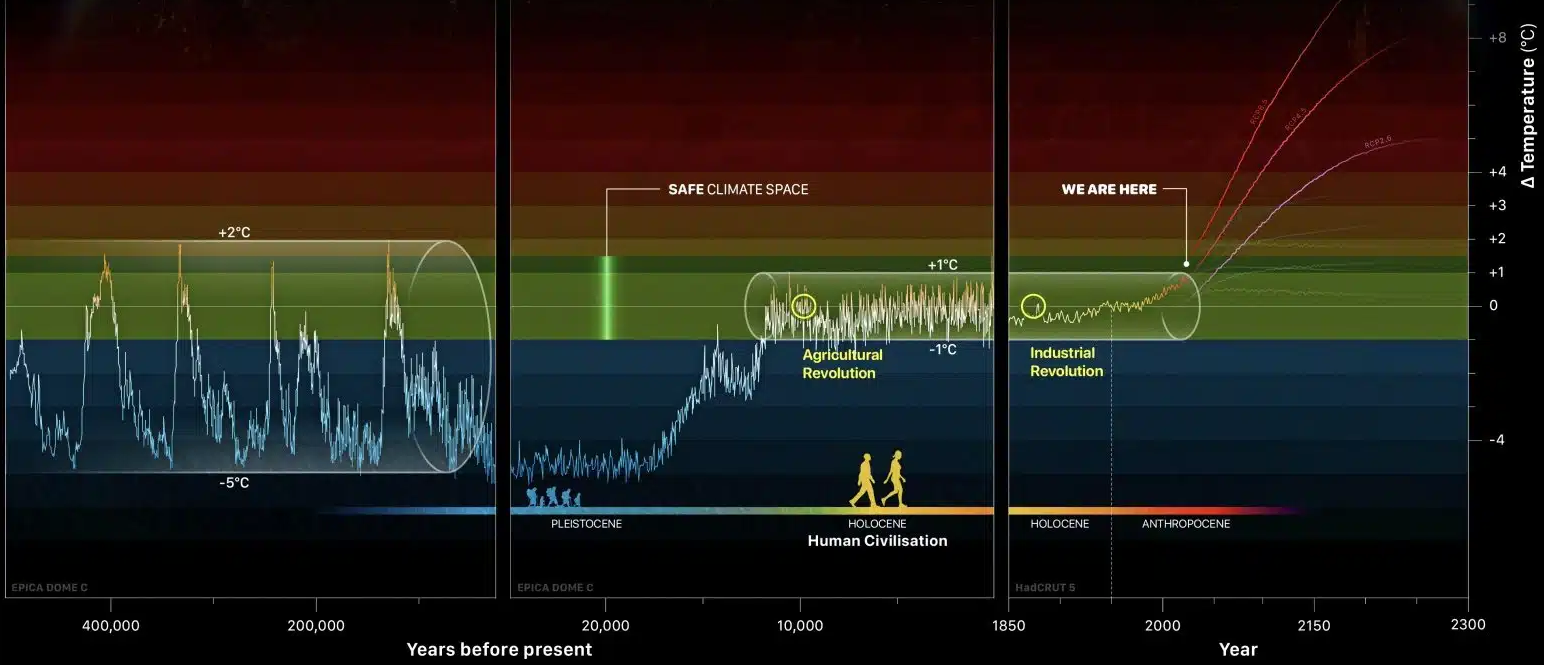 +8
Δ Temperature (°C)
RCP8.5
RCP4.5
RCP2.6
+4
SAFE CLIMATE SPACE
WE ARE HERE
+3
+2°C
+2
+1°C
+1
0
-1°C
Agricultural
Revolution
Industrial
Revolution
-4
-5°C
PLEISTOCENE
HOLOCENE
Human Civilisation
HOLOCENE
ANTHROPOCENE
EPICA DOME C
EPICA DOME C
HadCRUT 5
400,000
200,000
20,000
10,000
1850
2000
2150
2300
Years before present
Year